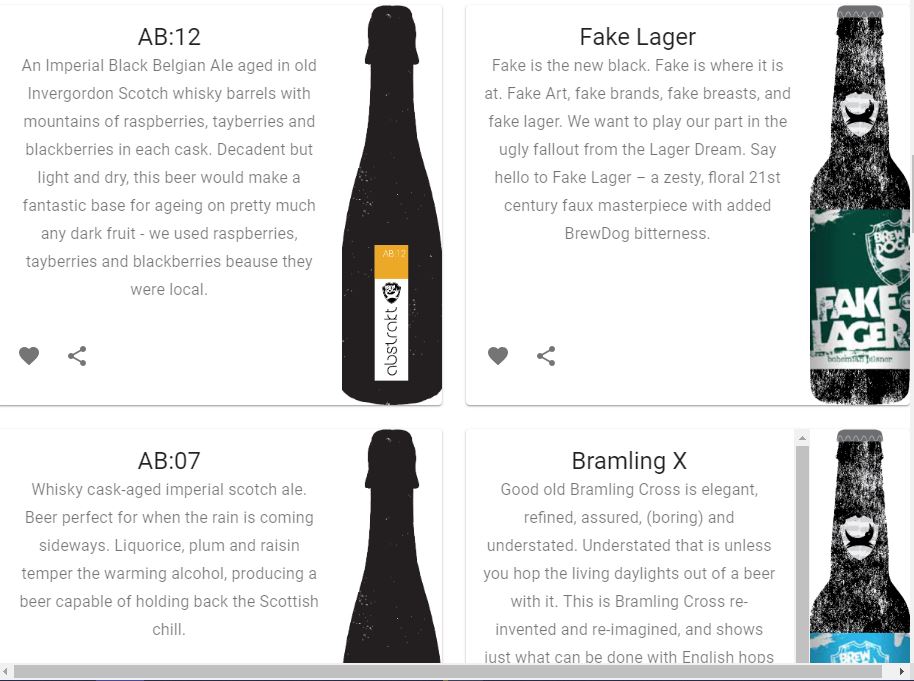 AB:12
An Imperial Black Belgian Ale aged in old
Invergordon Scotch whisky barrels with
mountains of raspberries, tayberries and
blackberries in each cask. Decadent but
light and dry, this beer would make a
fantastic base for ageing on pretty much
any dark fruit - we used raspberries,
tayberries and blackberries beause they
were local.
AB:12
abstrakt
Fake Lager
Fake is the new black. Fake is where it is
at. Fake Art, fake brands, fake breasts, and
fake lager. We want to play our part in the
ugly fallout from the Lager Dream. Say
hello to Fake Lager – a zesty, floral 21st
century faux masterpiece with added
BrewDog bitterness.
BREW
DOG
FAKE
LAGER
bohemian pilsner
AB:07
Whisky cask-aged imperial scotch ale.
Beer perfect for when the rain is coming
sideways. Liquorice, plum and raisin
temper the warming alcohol, producing a
beer capable of holding back the Scottish
chill.
Bramling X
Good old Bramling Cross is elegant,
refined, assured, (boring) and
understated. Understated that is unless
you hop the living daylights out of a beer
with it. This is Bramling Cross re-
invented and re-imagined, and shows
just what can be done with English hops
BREW